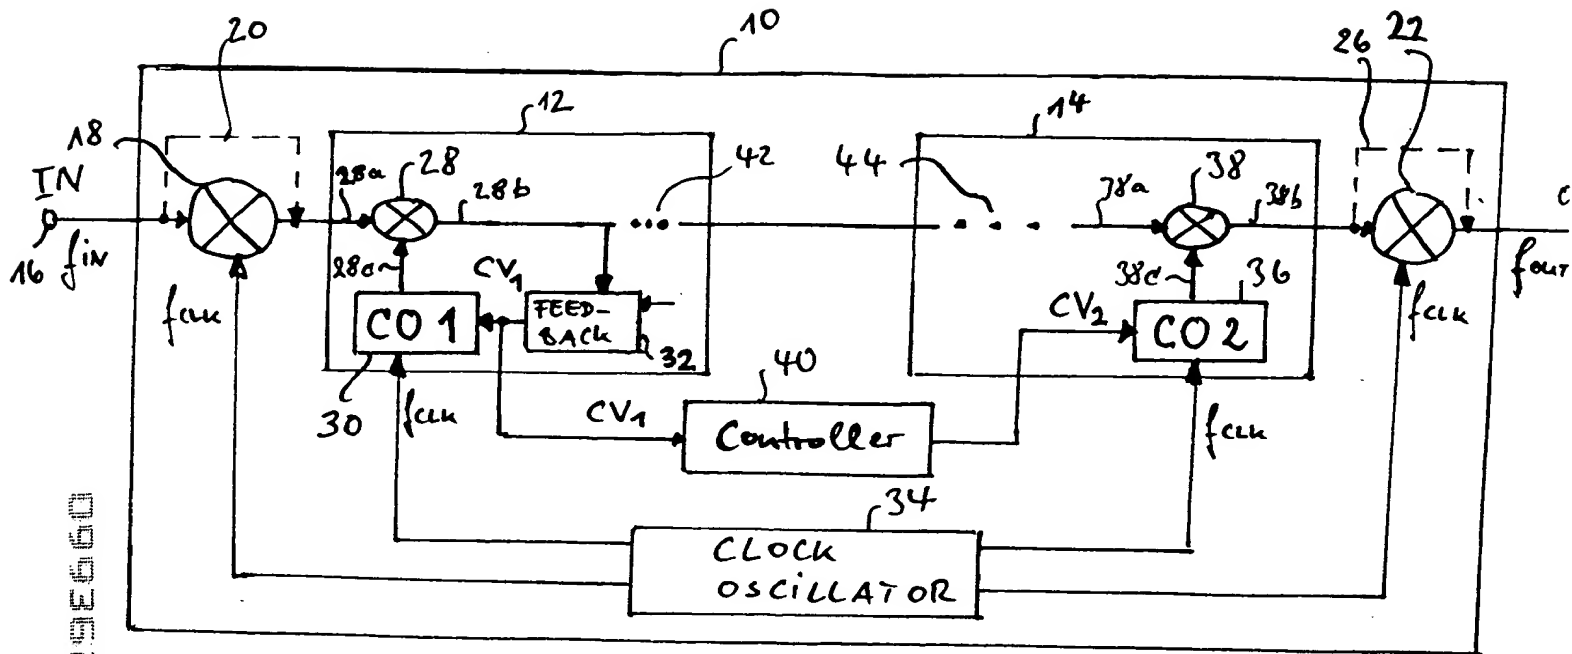 10
20
26 22
12
14
18
42
44
IN
28a
28
28b
38a
38
38b
16 fIN
28c
CV1
38c
36
fOUT
fCLK
CO 1
FEED-
BACK
32
CV2
CO 2
fCLK
30
fCLK
CV1
40
Controller
fCLK
34
CLOCK
OSCILLATOR